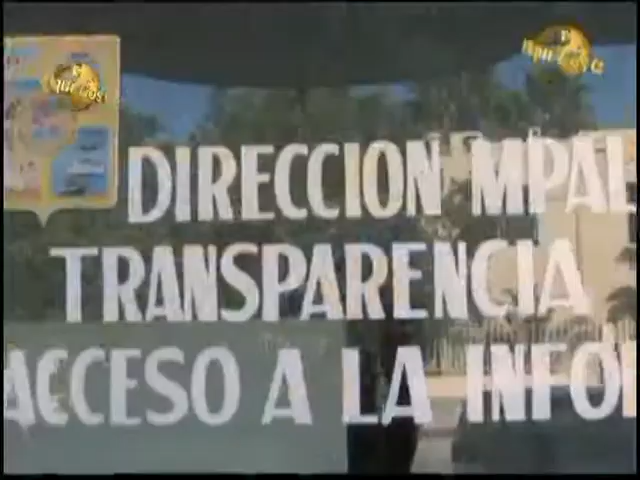 DIRECCION MPAL
TRANSPARENCIA
ACCESO A LA INFO